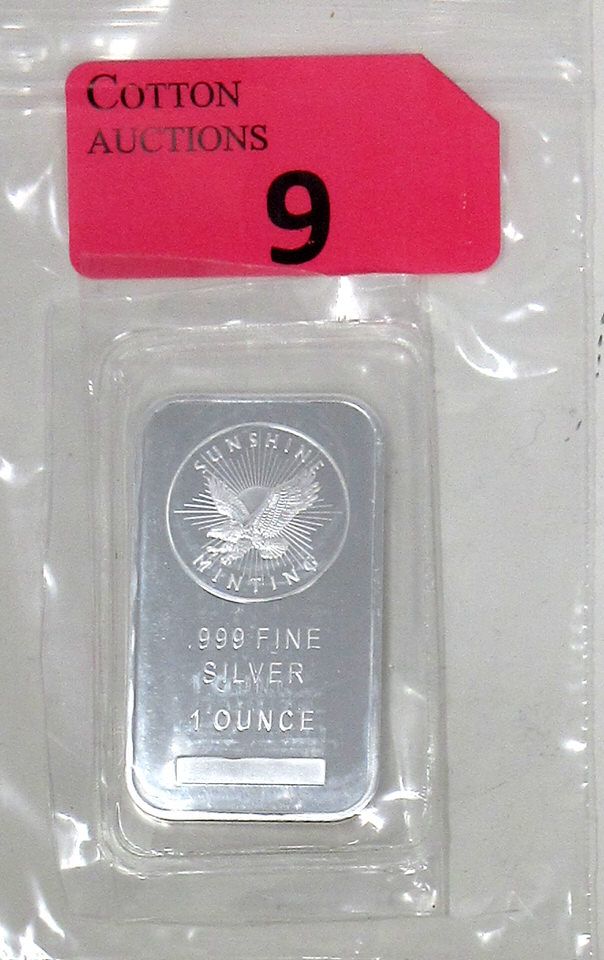 COTTON
AUCTIONS
9
SUNSHINE
MINTING
.999 FINE
SILVER
1 OUNCE